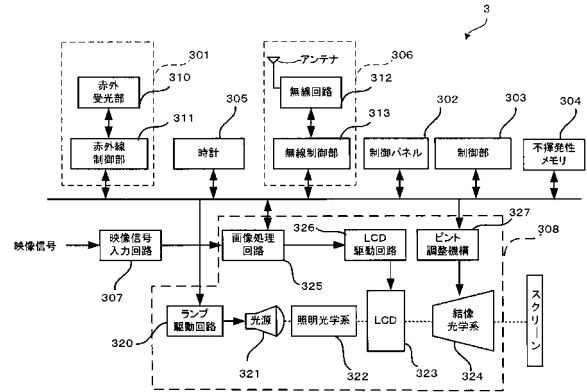 3
301
306
アンテナ
赤外
受光部
310
305
無線回路
312
302
303
304
311
313
赤外線
制御部
時計
無線制御部
制御パネル
制御部
不揮発性
メモリ
326
327
308
映像信号
映像信号
入力回路
画像処理
回路
LCD
駆動回路
ピント
調整機構
307
325
ランプ
駆動回路
光源
照明光学系
LCD
結像
光学系
スクリーン
320
321
322
323
324